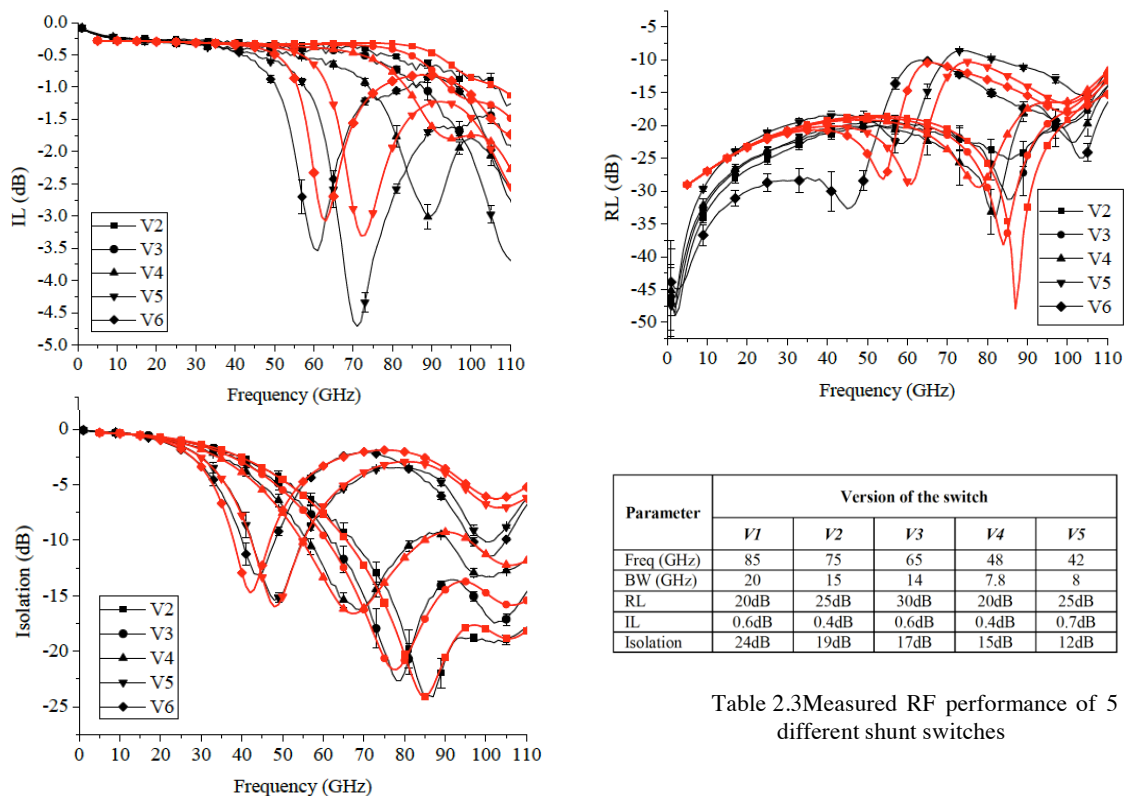 0.0
-0.5
-1.0
-1.5
-2.0
-2.5
-3.0
-3.5
-4.0
-4.5
-5.0
IL (dB)
V2
V3
V4
V5
V6
0 10 20 30 40 50 60 70 80 90 100 110
Frequency (GHz)
-5
-10
-15
-20
-25
-30
-35
-40
-45
-50
RL (dB)
V2
V3
V4
V5
V6
0 10 20 30 40 50 60 70 80 90 100 110
Frequency (GHz)
0
-5
-10
-15
-20
-25
Isolation (dB)
V2
V3
V4
V5
V6
0 10 20 30 40 50 60 70 80 90 100 110
Frequency (GHz)
Parameter Version of the switch
V1 V2 V3 V4 V5
Freq (GHz) 85 75 65 48 42
BW (GHz) 20 15 14 7.8 8
RL 20dB 25dB 30dB 20dB 25dB
IL 0.6dB 0.4dB 0.6dB 0.4dB 0.7dB
Isolation 24dB 19dB 17dB 15dB 12dB
Table 2.3Measured RF performance of 5
different shunt switches